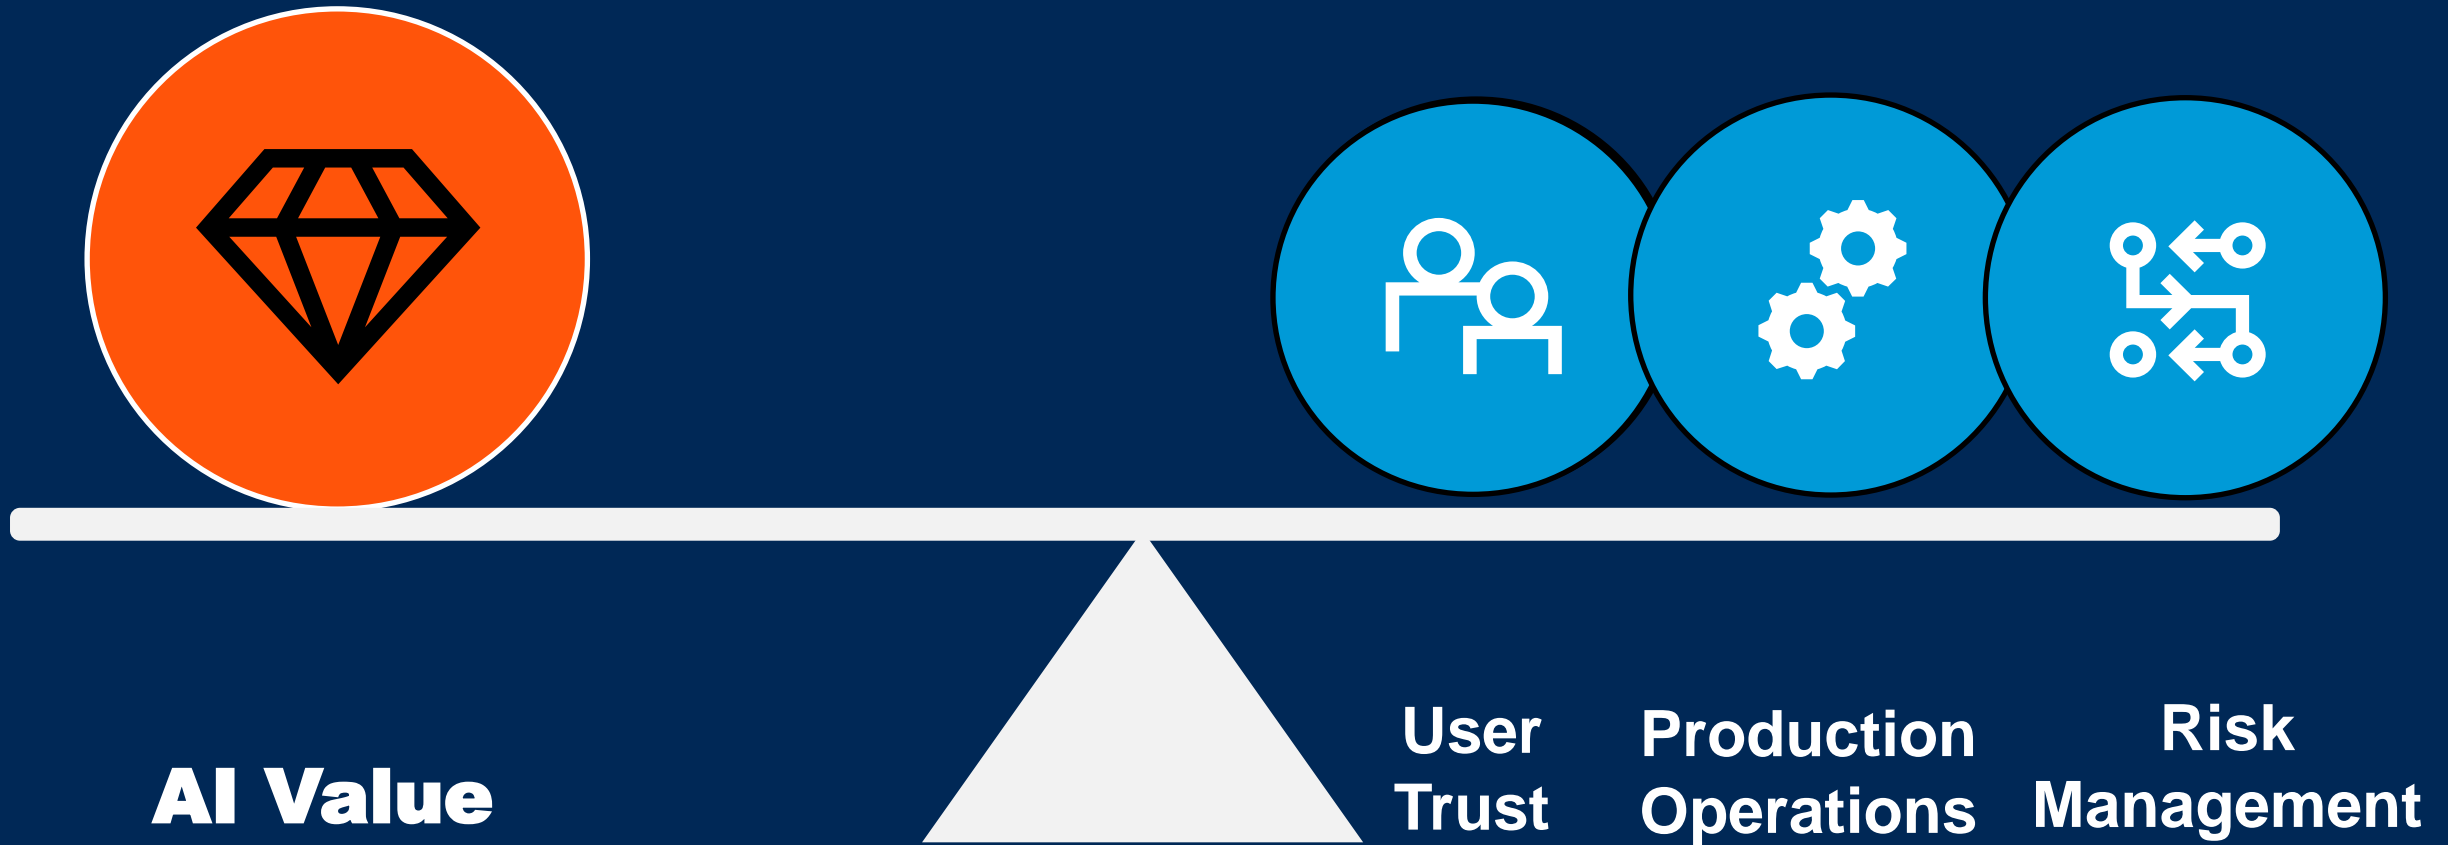 AI Value
User
Trust
Production
Operations
Risk
Management